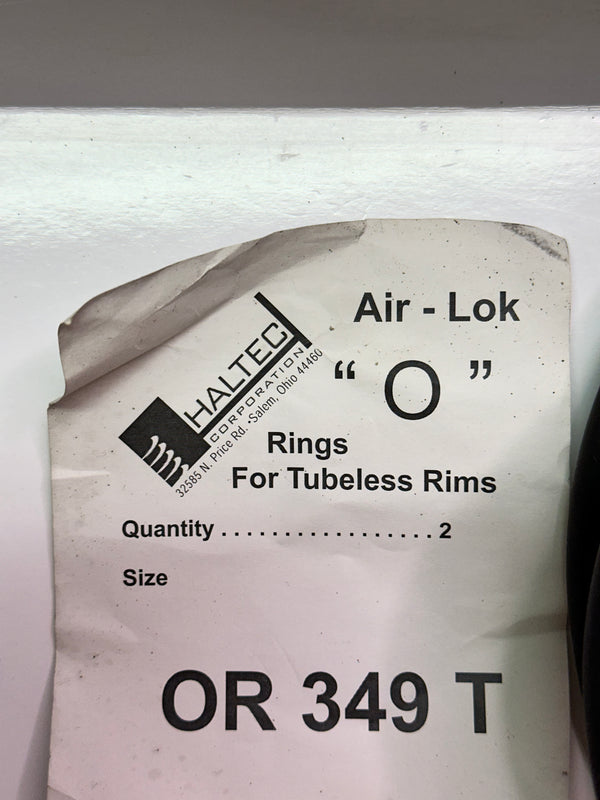 HALTEC
CORPORATION
32585 N. Price Rd. •Salem, Ohio 44460
Air - Lok
“ O ”
Rings
For Tubeless Rims
Quantity . . . . . . . . . . . . . . . . . 2
Size
OR 349 T